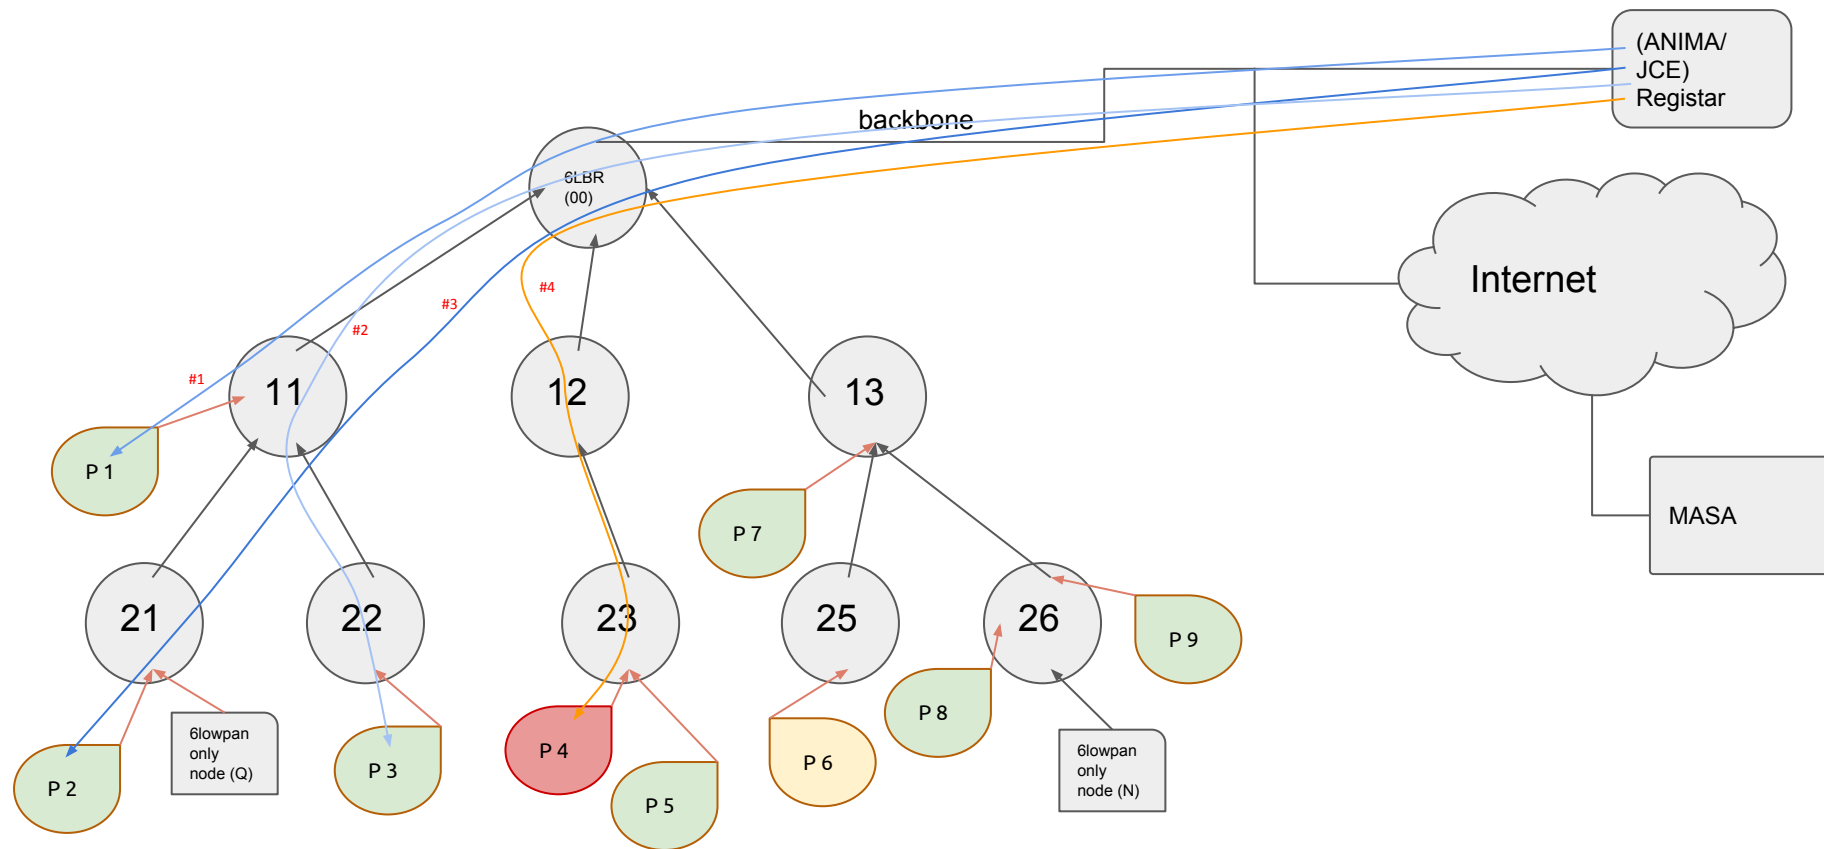 (ANIMA/
JCE)
Registar
backbone
6LBR
(00)
Internet
#4
#3
#2
#1
11
12
13
P 1
MASA
P 7
21
22
23
25
26
P 9
P 8
6lowpan
only
node (Q)
P 4
P 6
6lowpan
only
node (N)
P 3
P 2
P 5